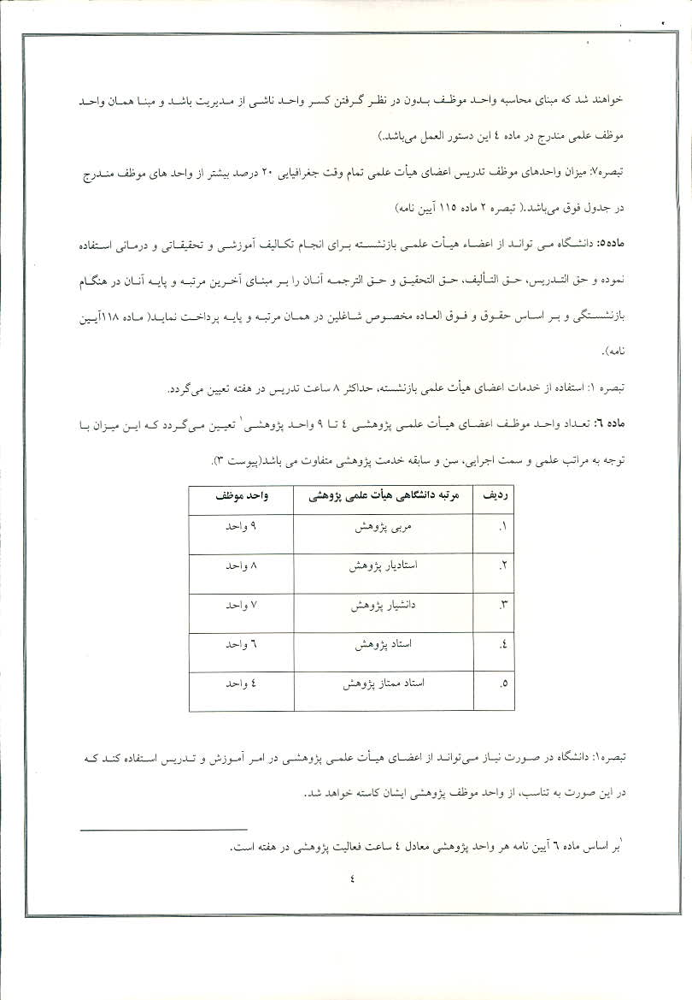 خواهند شد که مبنای محاسبه واحد موظف بدون در نظر گرفتن کسر واحد ناشی از مدیریت باشد و مبنا همان واحد
موظف علمی مندرج در ماده ٤ این دستور العمل می‌باشد.)
تبصره۷: میزان واحدهای موظف تدریس اعضای هیأت علمی تمام وقت جغرافیایی ۲۰ درصد بیشتر از واحد های موظف مندرج
در جدول فوق می‌باشد.( تبصره ۲ ماده ۱۱۵ آیین نامه)
ماده۵: دانشگاه می تواند از اعضاء هیأت علمی بازنشسته برای انجام تکالیف آموزشی و تحقیقاتی و درمانی استفاده
نموده و حق التدریس، حق التألیف، حق التحقیق و حق الترجمه آنان را بر مبنای آخرین مرتبه و پایه آنان در هنگام
بازنشستگی و بر اساس حقوق و فوق العاده مخصوص شاغلین در همان مرتبه و پایه پرداخت نماید( ماده ۱۱۸آیین
نامه).
تبصره ۱: استفاده از خدمات اعضای هیأت علمی بازنشسته، حداکثر ۸ ساعت تدریس در هفته تعیین می‌گردد.
ماده ٦: تعداد واحد موظف اعضای هیأت علمی پژوهشی ٤ تا ۹ واحد پژوهشی۱ تعیین می‌گردد که این میزان با
توجه به مراتب علمی و سمت اجرایی، سن و سابقه خدمت پژوهشی متفاوت می باشد(پیوست ۳).
ردیف مرتبه دانشگاهی هیأت علمی پژوهشی واحد موظف
۱. مربی پژوهش ۹ واحد
۲. استادیار پژوهش ۸ واحد
۳. دانشیار پژوهش ۷ واحد
٤. استاد پژوهش ٦ واحد
۵. استاد ممتاز پژوهش ٤ واحد
تبصره۱: دانشگاه در صورت نیاز می‌تواند از اعضای هیأت علمی پژوهشی در امر آموزش و تدریس استفاده کند که
در این صورت به تناسب، از واحد موظف پژوهشی ایشان کاسته خواهد شد.
۱بر اساس ماده ٦ آیین نامه هر واحد پژوهشی معادل ٤ ساعت فعالیت پژوهشی در هفته است.
٤